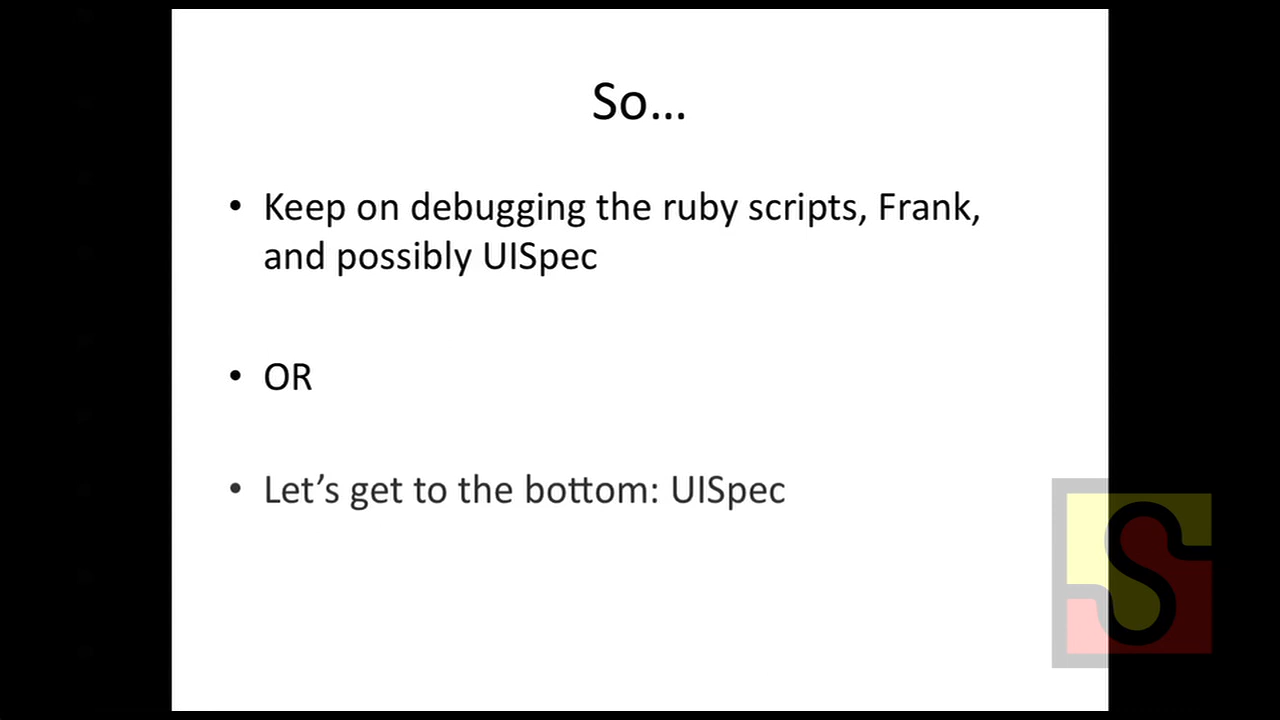 So…
• Keep on debugging the ruby scripts, Frank,
and possibly UISpec
• OR
• Let’s get to the bottom: UISpec
S